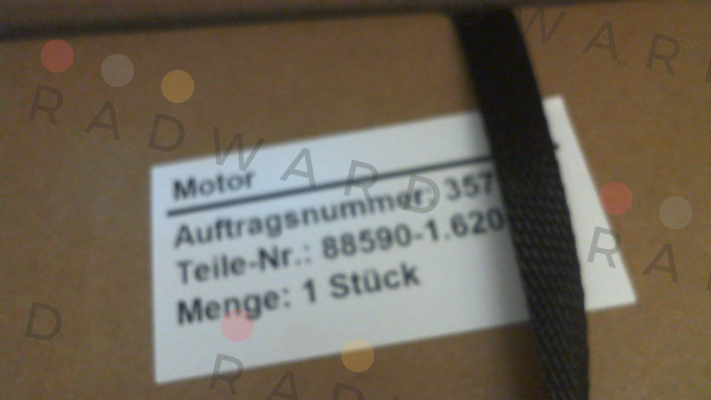 RADWARD
Motor
Auftragsnummer: 357
Teile-Nr.: 88590-1.620
Menge: 1 Stück